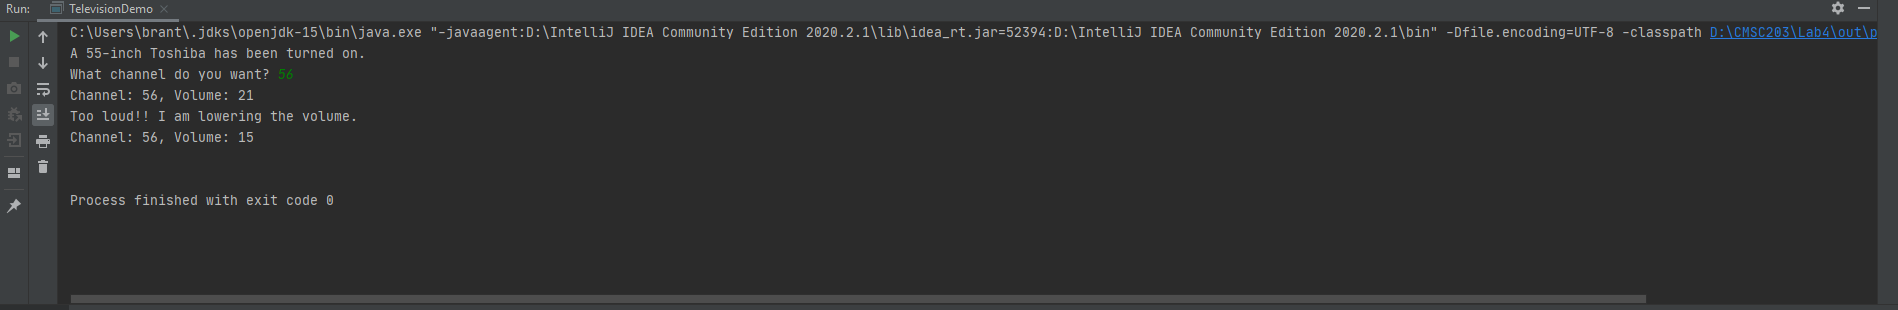 Run: TelevisionDemo
C:\Users\brant\.jdks\openjdk-15\bin\java.exe "-javaagent:D:\IntelliJ IDEA Community Edition 2020.2.1\lib\idea_rt.jar=52394:D:\IntelliJ IDEA Community Edition 2020.2.1\bin" -Dfile.encoding=UTF-8 -classpath D:\CMSC203\Lab4\out\p
A 55-inch Toshiba has been turned on.
What channel do you want? 56
Channel: 56, Volume: 21
Too loud!! I am lowering the volume.
Channel: 56, Volume: 15
Process finished with exit code 0